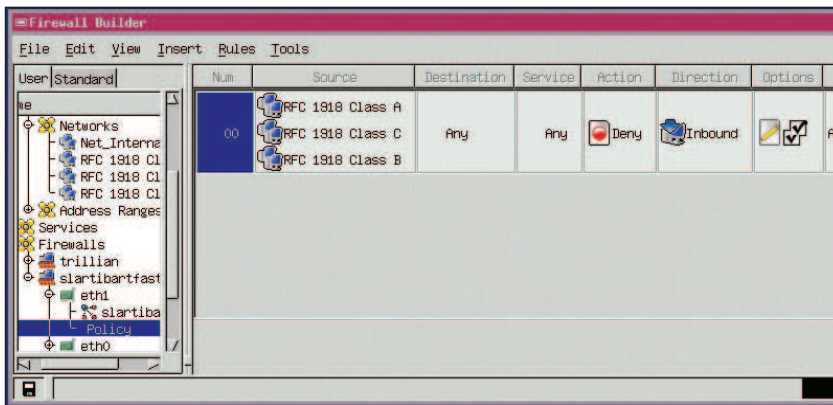 Firewall Builder
File Edit View Insert Rules Tools
User Standard
me
Networks
Net_Interna
RFC 1918 Cl
RFC 1918 Cl
RFC 1918 Cl
Address Ranges
Services
Firewalls
trillian
slartibartfast
eth1
slartiba
Policy
eth0
Num Source Destination Service Action Direction Options
00 RFC 1918 Class A
RFC 1918 Class C
RFC 1918 Class B
Any Any Deny Inbound